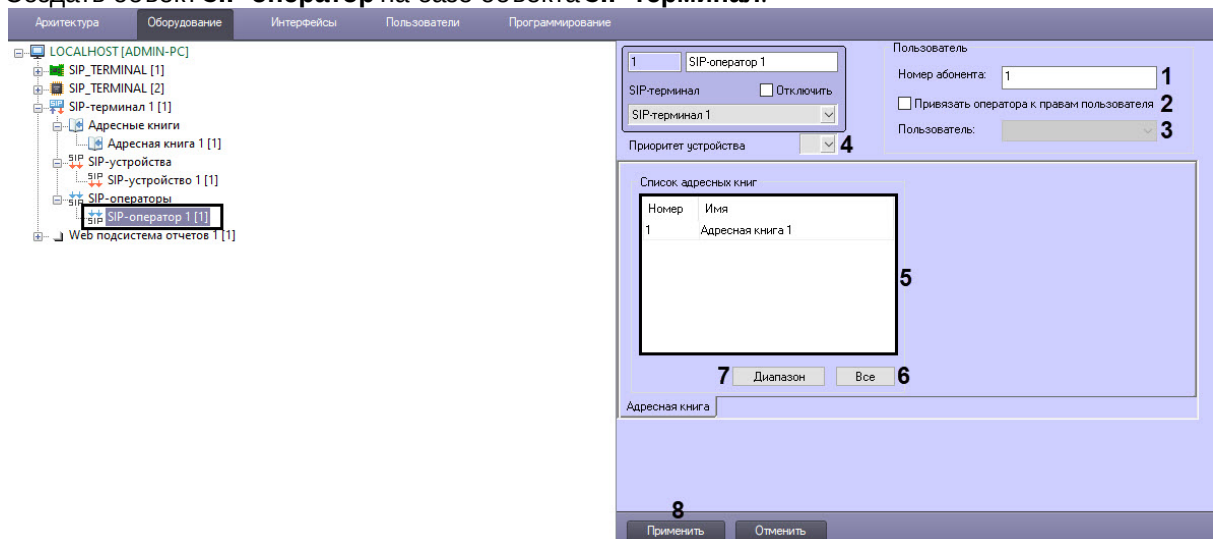 Создать объект SIP-оператор на базе объекта SIP-терминал.
Архитектура Оборудование Интерфейсы Пользователи Программирование
LOCALHOST [ADMIN-PC]
SIP_TERMINAL [1]
SIP_TERMINAL [2]
SIP-терминал 1 [1]
Адресные книги
Адресная книга 1 [1]
SIP-устройства
SIP-устройство 1 [1]
SIP-операторы
SIP-оператор 1 [1]
Web подсистема отчетов 1 [1]
1 SIP-оператор 1
SIP-терминал Отключить
SIP-терминал 1
Приоритет устройства 4
Пользователь
Номер абонента: 1 1
Привязать оператора к правам пользователя 2
Пользователь: 3
Список адресных книг
Номер Имя
1 Адресная книга 1
5
7 Диапазон Все 6
Адресная книга
8
Применить Отменить